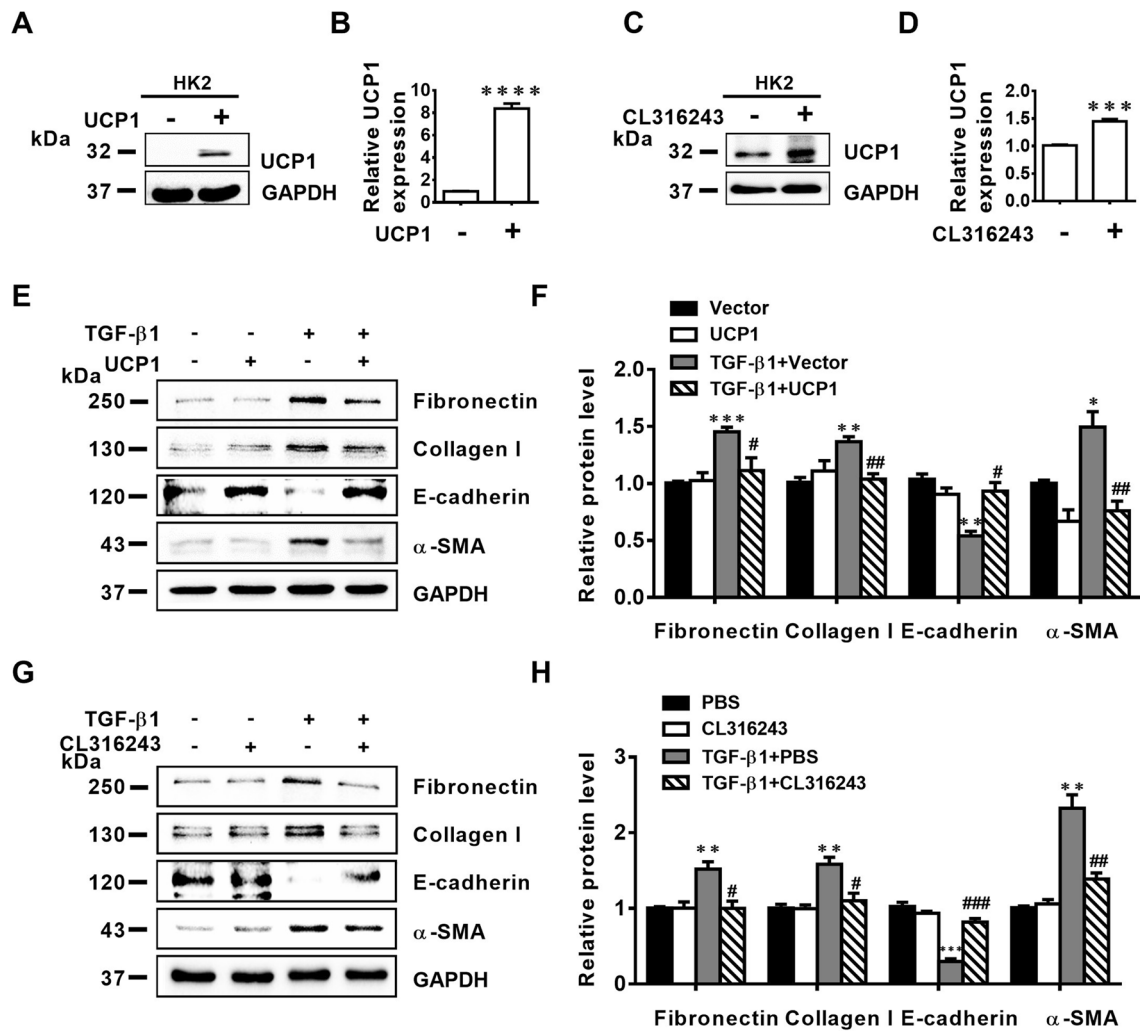 A
HK2
UCP1 - +
kDa
32 UCP1
37 GAPDH
B
Relative UCP1
expression
10
8
6
4
2
0
****
UCP1 - +
C
HK2
CL316243 - +
kDa
32 UCP1
37 GAPDH
D
Relative UCP1
expression
2.0
1.5
1.0
0.5
0.0
***
CL316243 - +
E
TGF-β1 - - + +
UCP1 - + - +
kDa
250 Fibronectin
130 Collagen I
120 E-cadherin
43 α-SMA
37 GAPDH
F
Vector
UCP1
TGF-β1+Vector
TGF-β1+UCP1
Relative protein level
2.0
1.5
1.0
0.5
0.0
*** # ** ## ** # * ##
Fibronectin Collagen I E-cadherin α-SMA
G
TGF-β1 - - + +
CL316243 - + - +
kDa
250 Fibronectin
130 Collagen I
120 E-cadherin
43 α-SMA
37 GAPDH
H
PBS
CL316243
TGF-β1+PBS
TGF-β1+CL316243
Relative protein level
3
2
1
0
** # ** # *** ### ** ##
Fibronectin Collagen I E-cadherin α-SMA